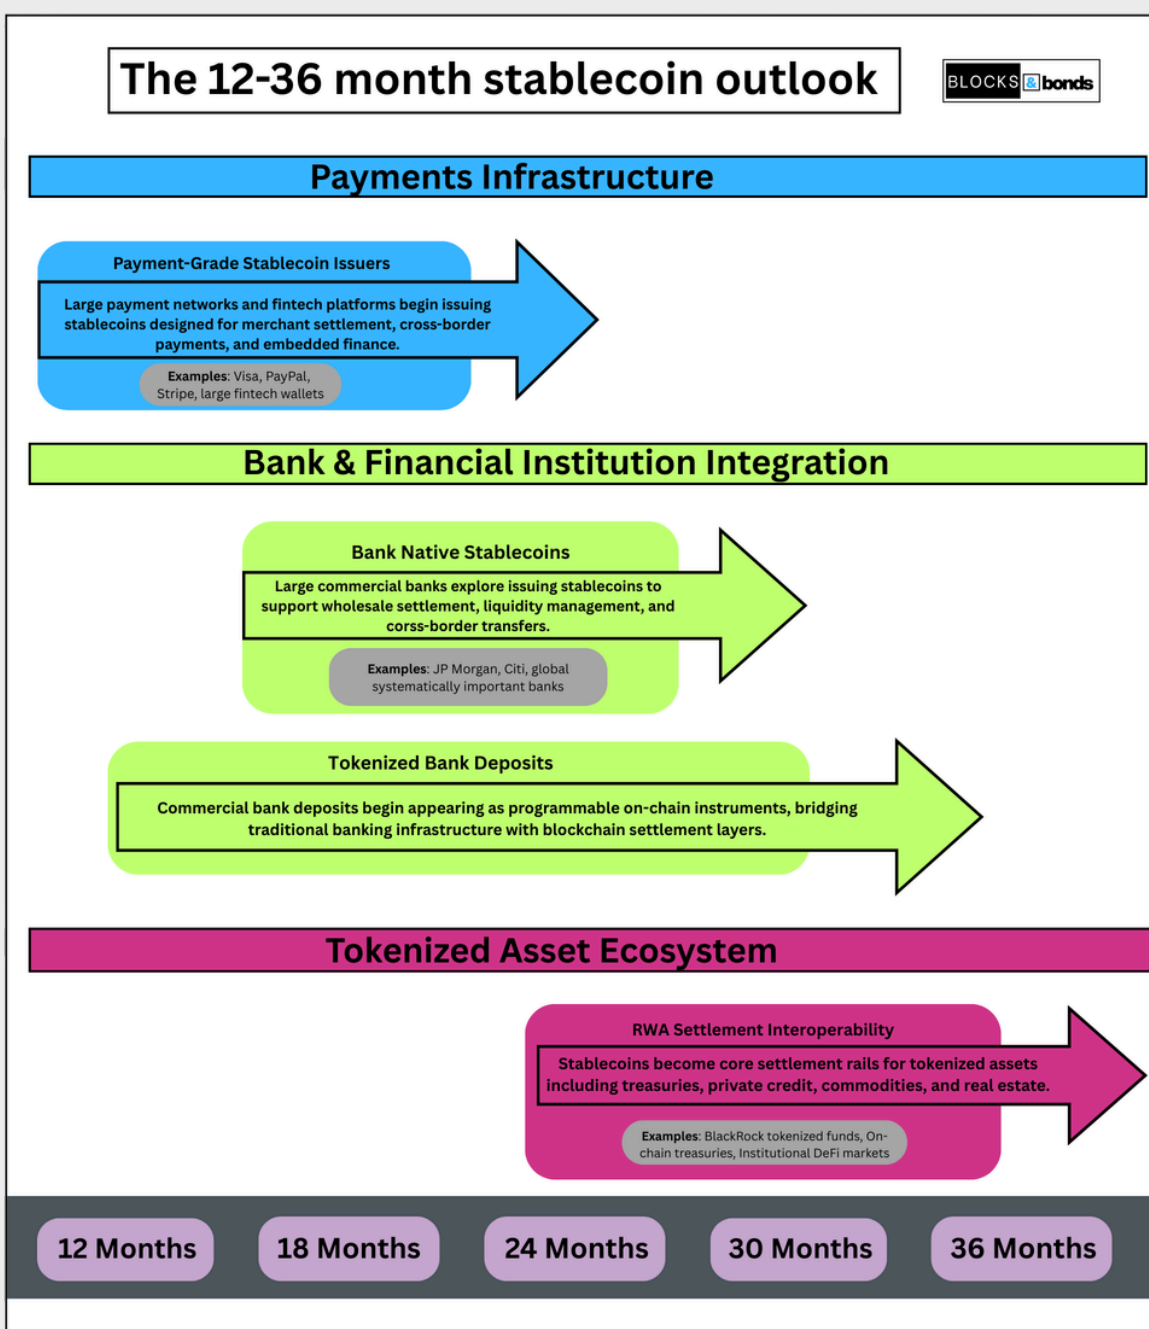 The 12-36 month stablecoin outlook
BLOCKS & bonds
Payments Infrastructure
Payment-Grade Stablecoin Issuers
Large payment networks and fintech platforms begin issuing
stablecoins designed for merchant settlement, cross-border
payments, and embedded finance.
Examples: Visa, PayPal,
Stripe, large fintech wallets
Bank & Financial Institution Integration
Bank Native Stablecoins
Large commercial banks explore issuing stablecoins to
support wholesale settlement, liquidity management, and
corss-border transfers.
Examples: JP Morgan, Citi, global
systematically important banks
Tokenized Bank Deposits
Commercial bank deposits begin appearing as programmable on-chain instruments, bridging
traditional banking infrastructure with blockchain settlement layers.
Tokenized Asset Ecosystem
RWA Settlement Interoperability
Stablecoins become core settlement rails for tokenized assets
including treasuries, private credit, commodities, and real estate.
Examples: BlackRock tokenized funds, On-
chain treasuries, Institutional DeFi markets
12 Months
18 Months
24 Months
30 Months
36 Months